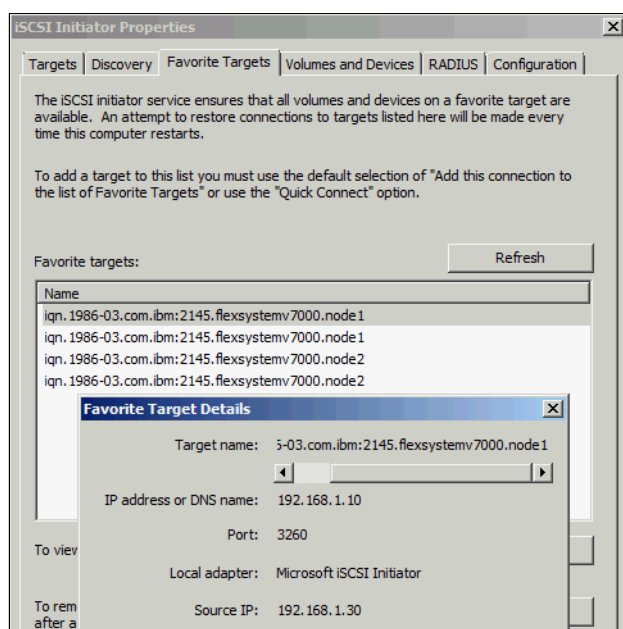 iSCSI Initiator Properties
Targets Discovery Favorite Targets Volumes and Devices RADIUS Configuration
The iSCSI initiator service ensures that all volumes and devices on a favorite target are
available. An attempt to restore connections to targets listed here will be made every
time this computer restarts.
To add a target to this list you must use the default selection of "Add this connection to
the list of Favorite Targets" or use the "Quick Connect" option.
Favorite targets:
Refresh
Name
iqn.1986-03.com.ibm:2145.flexsystemv7000.node1
iqn.1986-03.com.ibm:2145.flexsystemv7000.node1
iqn.1986-03.com.ibm:2145.flexsystemv7000.node2
iqn.1986-03.com.ibm:2145.flexsystemv7000.node2
Favorite Target Details
Target name: 5-03.com.ibm:2145.flexsystemv7000.node1
IP address or DNS name: 192.168.1.10
Port: 3260
Local adapter: Microsoft iSCSI Initiator
Source IP: 192.168.1.30
To view
To rem
after a